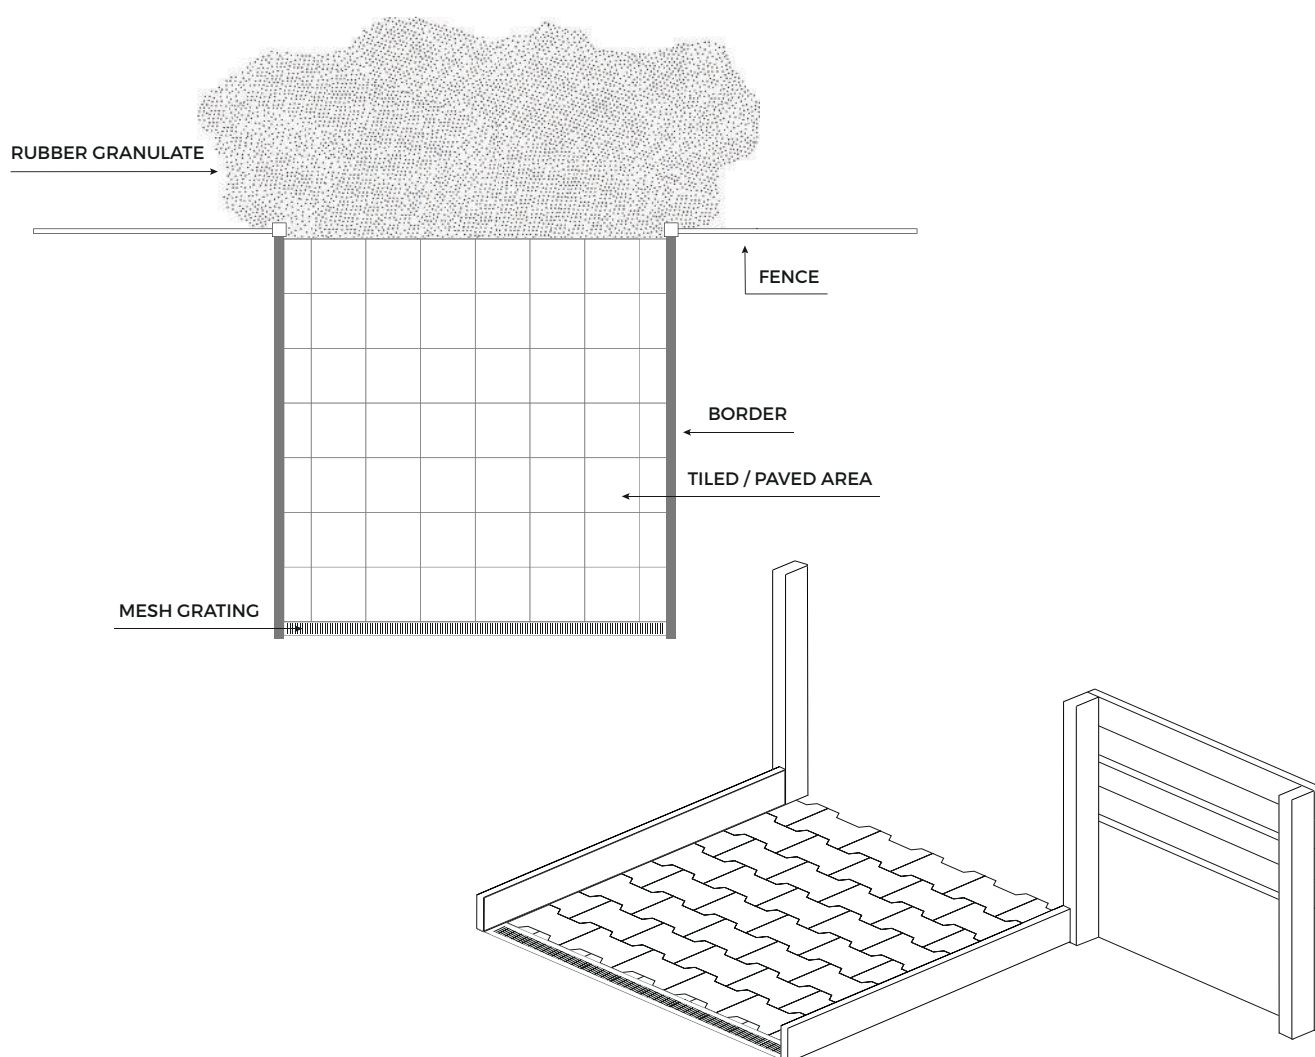 RUBBER GRANULATE
FENCE
BORDER
TILED / PAVED AREA
MESH GRATING